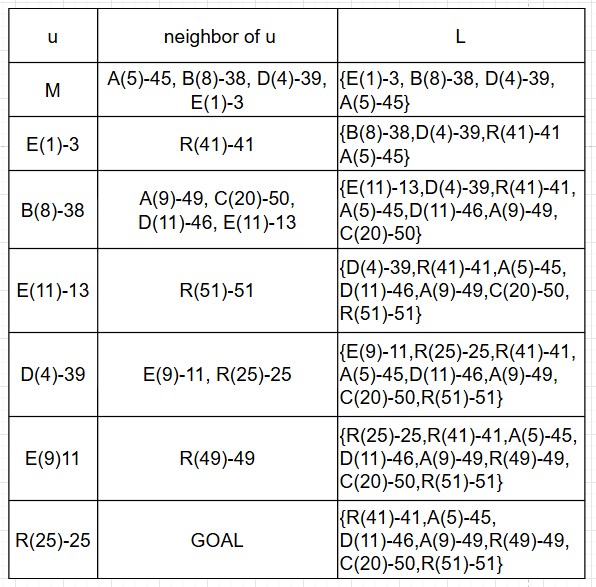 u
neighbor of u
L
M
A(5)-45, B(8)-38, D(4)-39,
E(1)-3
{E(1)-3, B(8)-38, D(4)-39,
A(5)-45}
E(1)-3
R(41)-41
{B(8)-38,D(4)-39,R(41)-41
A(5)-45}
B(8)-38
A(9)-49, C(20)-50,
D(11)-46, E(11)-13
{E(11)-13,D(4)-39,R(41)-41,
A(5)-45,D(11)-46,A(9)-49,
C(20)-50}
E(11)-13
R(51)-51
{D(4)-39,R(41)-41,A(5)-45,
D(11)-46,A(9)-49,C(20)-50,
R(51)-51}
D(4)-39
E(9)-11, R(25)-25
{E(9)-11,R(25)-25,R(41)-41,
A(5)-45,D(11)-46,A(9)-49,
C(20)-50,R(51)-51}
E(9)11
R(49)-49
{R(25)-25,R(41)-41,A(5)-45,
D(11)-46,A(9)-49,R(49)-49,
C(20)-50,R(51)-51}
R(25)-25
GOAL
{R(41)-41,A(5)-45,
D(11)-46,A(9)-49,R(49)-49,
C(20)-50,R(51)-51}